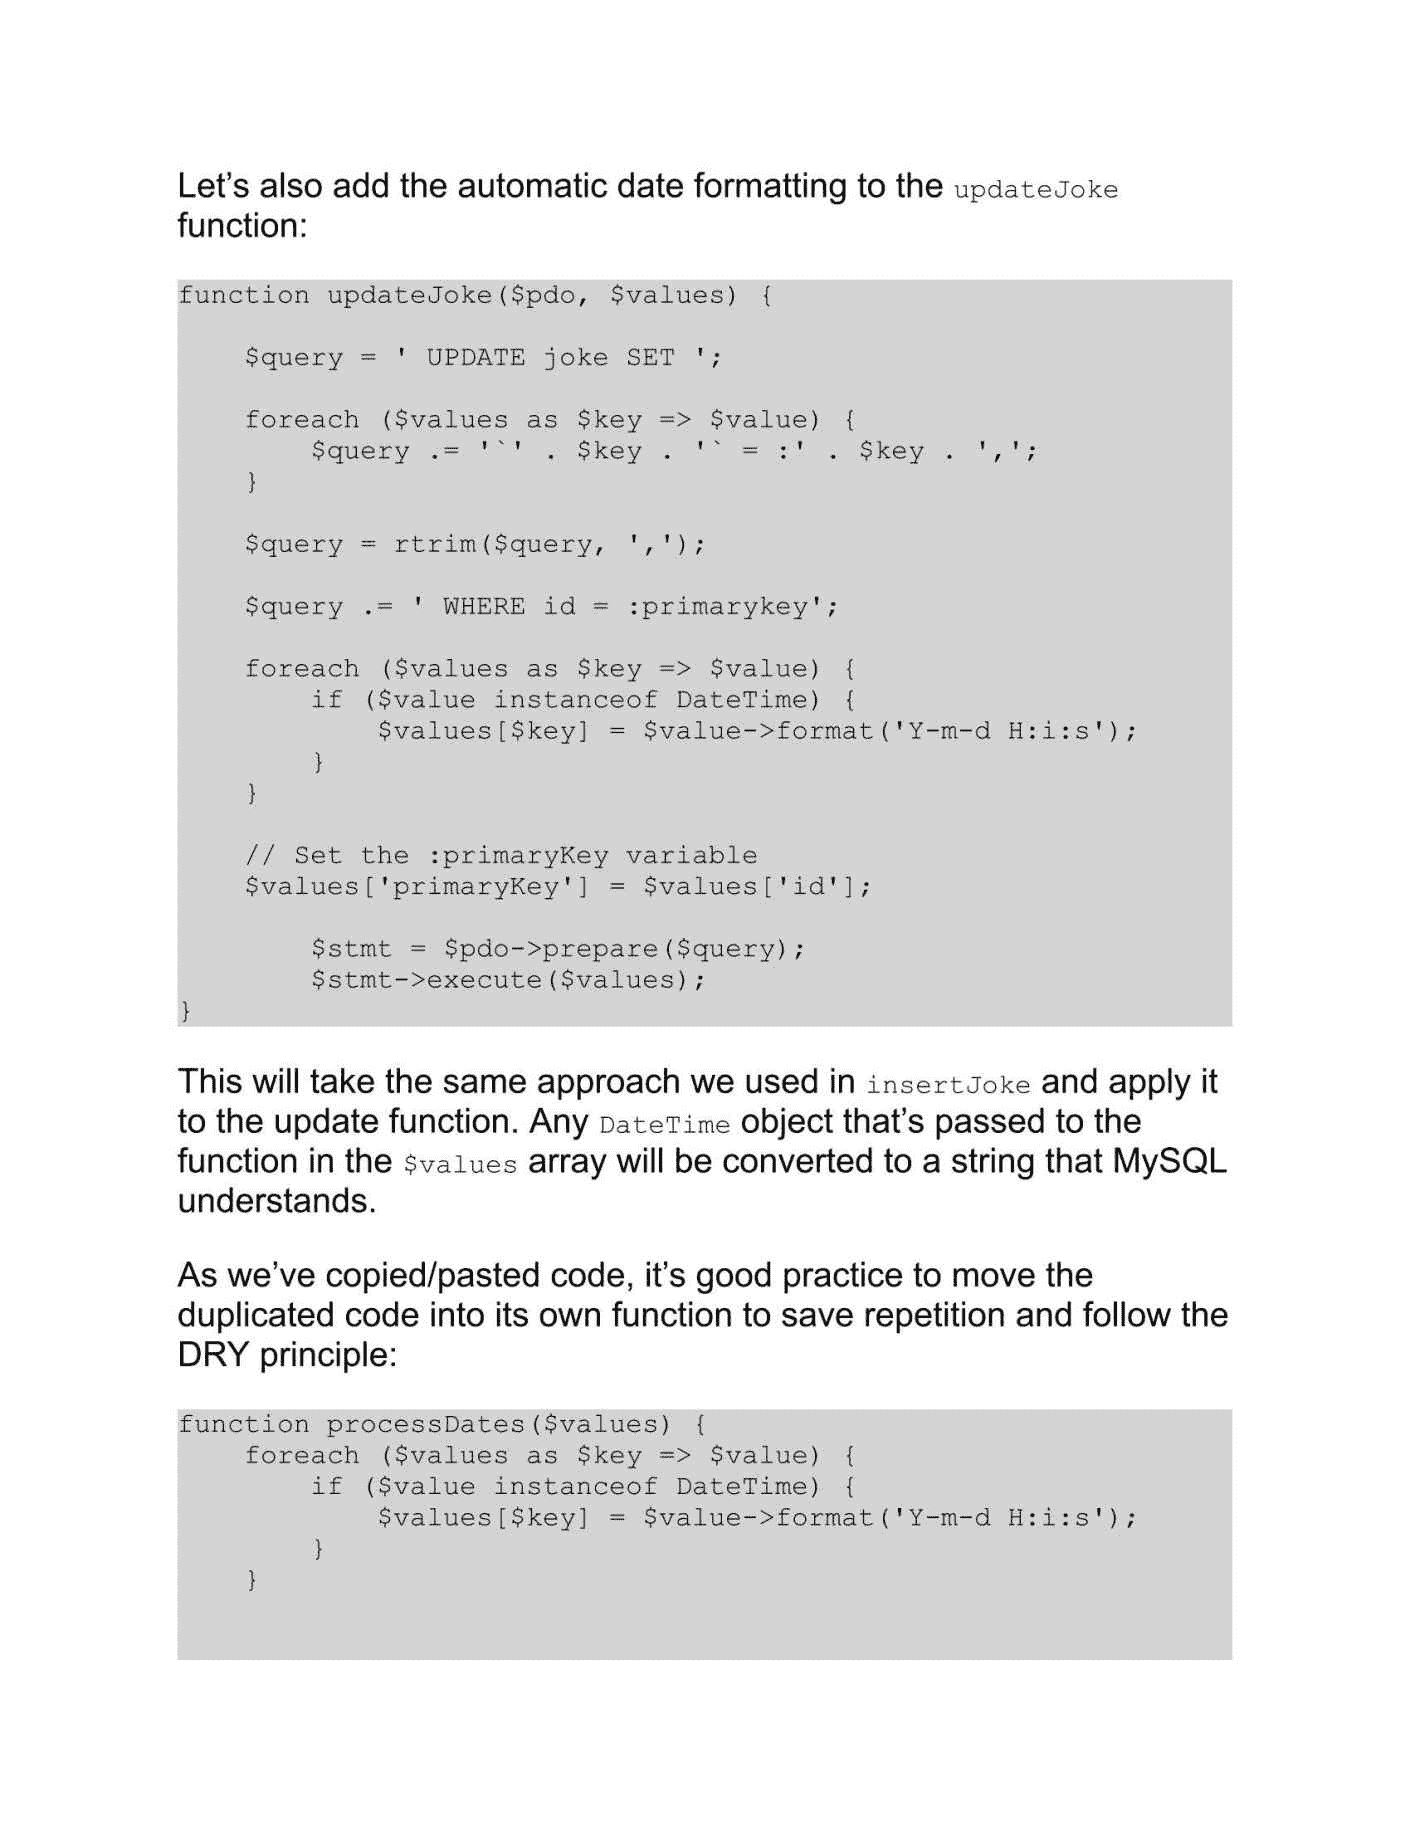 Let’s also add the automatic date formatting to the updateJoke
function:
function updateJoke($pdo, $values) {
    $query = ' UPDATE joke SET ';
    foreach ($values as $key => $value) {
        $query .= '`' . $key . '` = :' . $key . ',';
    }
    $query = rtrim($query, ',');
    $query .= ' WHERE id = :primarykey';
    foreach ($values as $key => $value) {
        if ($value instanceof DateTime) {
            $values[$key] = $value->format('Y-m-d H:i:s');
        }
    }
    // Set the :primaryKey variable
    $values['primaryKey'] = $values['id'];
        $stmt = $pdo->prepare($query);
        $stmt->execute($values);
}
This will take the same approach we used in insertJoke and apply it
to the update function. Any DateTime object that’s passed to the
function in the $values array will be converted to a string that MySQL
understands.
As we’ve copied/pasted code, it’s good practice to move the
duplicated code into its own function to save repetition and follow the
DRY principle:
function processDates($values) {
    foreach ($values as $key => $value) {
        if ($value instanceof DateTime) {
            $values[$key] = $value->format('Y-m-d H:i:s');
        }
    }